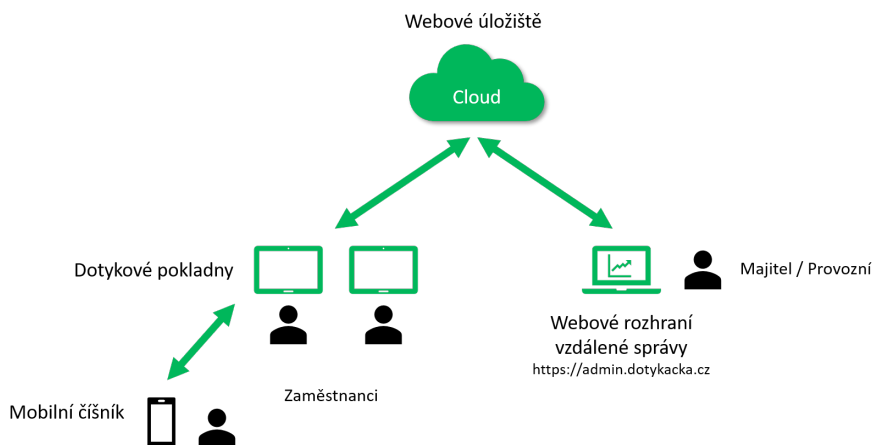 Webové úložiště
Cloud
Dotykové pokladny
Majitel / Provozní
Webové rozhraní
vzdálené správy
https://admin.dotykacka.cz
Zaměstnanci
Mobilní číšník